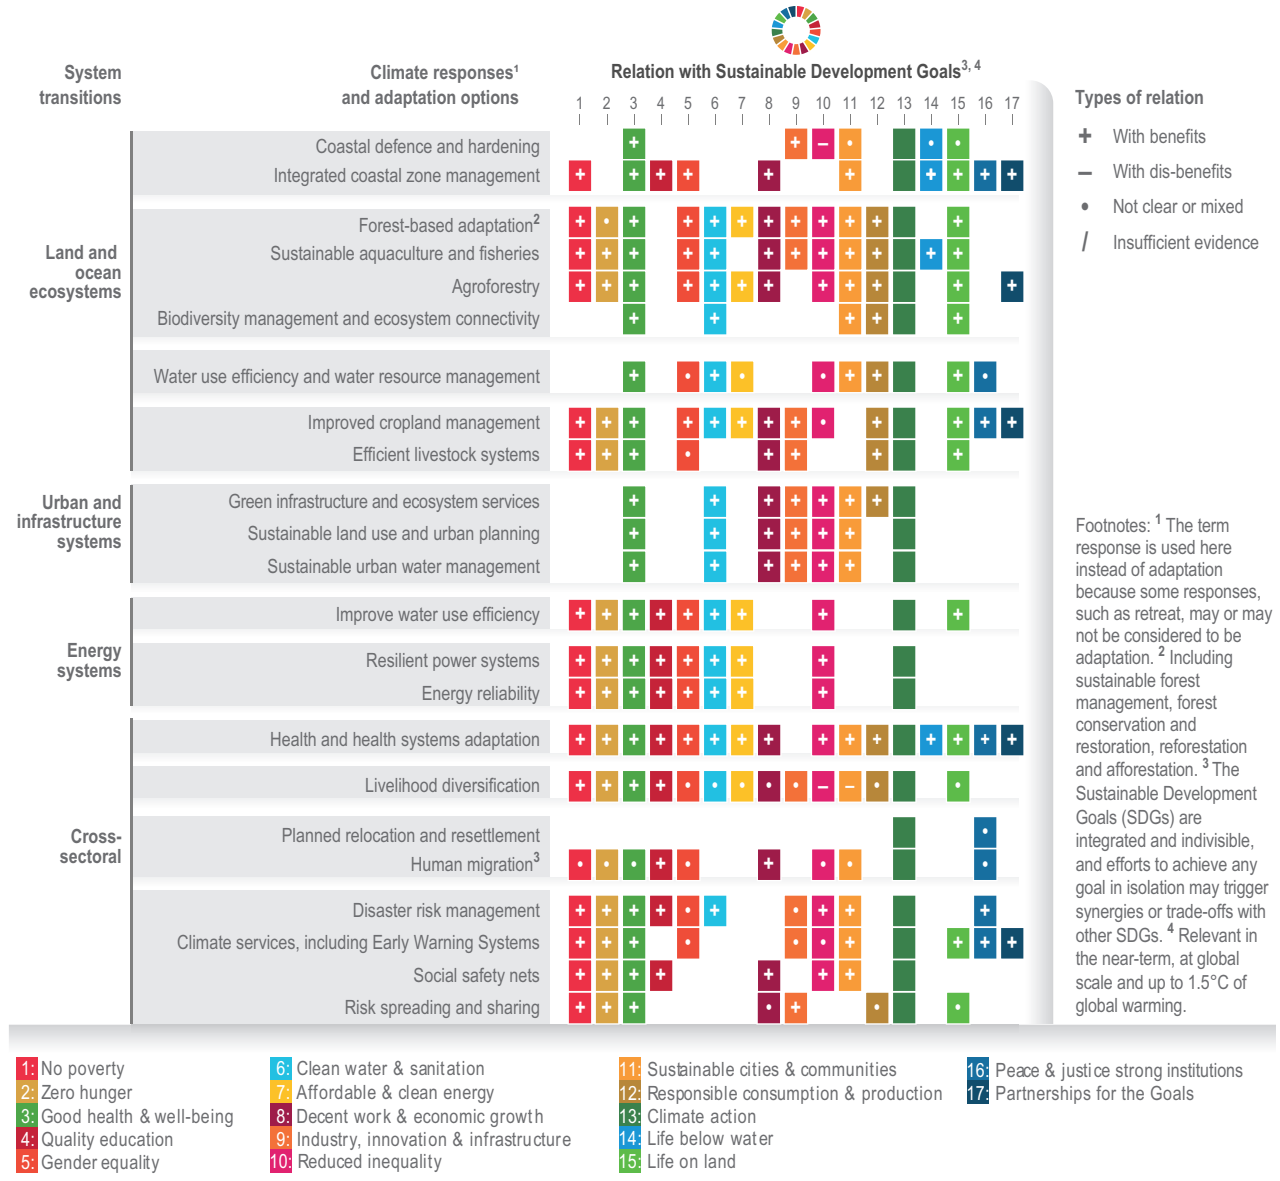 System
transitions
Climate responses¹
and adaptation options
Relation with Sustainable Development Goals³, ⁴
1 2 3 4 5 6 7 8 9 10 11 12 13 14 15 16 17
Types of relation
+ With benefits
– With dis-benefits
• Not clear or mixed
/ Insufficient evidence
Land and
ocean
ecosystems
Coastal defence and hardening
+ + – • • •
Integrated coastal zone management
+ + + + + + + + + +
Forest-based adaptation²
+ • + + + + + + + + + +
Sustainable aquaculture and fisheries
+ + + + + + + + + + + +
Agroforestry
+ + + + + + + + + + + +
Biodiversity management and ecosystem connectivity
+ + + + +
Water use efficiency and water resource management
+ • + • • + + + •
Improved cropland management
+ + + + + + + + • + + + +
Efficient livestock systems
+ + + • + + + +
Urban and
infrastructure
systems
Green infrastructure and ecosystem services
+ + + + + + +
Sustainable land use and urban planning
+ + + + + +
Sustainable urban water management
+ + + + + +
Energy
systems
Improve water use efficiency
+ + + + + + + + +
Resilient power systems
+ + + + + + + +
Energy reliability
+ + + + + + + +
Cross-
sectoral
Health and health systems adaptation
+ + + + + + + + + + + + + + +
Livelihood diversification
+ + + + • • • • • – – • •
Planned relocation and resettlement
•
Human migration³
• • • + • + • • •
Disaster risk management
+ + + + • + • + + +
Climate services, including Early Warning Systems
+ + + • • • + + + +
Social safety nets
+ + + + + + +
Risk spreading and sharing
+ + + • + • •
Footnotes: ¹ The term
response is used here
instead of adaptation
because some responses,
such as retreat, may or may
not be considered to be
adaptation. ² Including
sustainable forest
management, forest
conservation and
restoration, reforestation
and afforestation. ³ The
Sustainable Development
Goals (SDGs) are
integrated and indivisible,
and efforts to achieve any
goal in isolation may trigger
synergies or trade-offs with
other SDGs. ⁴ Relevant in
the near-term, at global
scale and up to 1.5°C of
global warming.
1: No poverty
2: Zero hunger
3: Good health & well-being
4: Quality education
5: Gender equality
6: Clean water & sanitation
7: Affordable & clean energy
8: Decent work & economic growth
9: Industry, innovation & infrastructure
10: Reduced inequality
11: Sustainable cities & communities
12: Responsible consumption & production
13: Climate action
14: Life below water
15: Life on land
16: Peace & justice strong institutions
17: Partnerships for the Goals